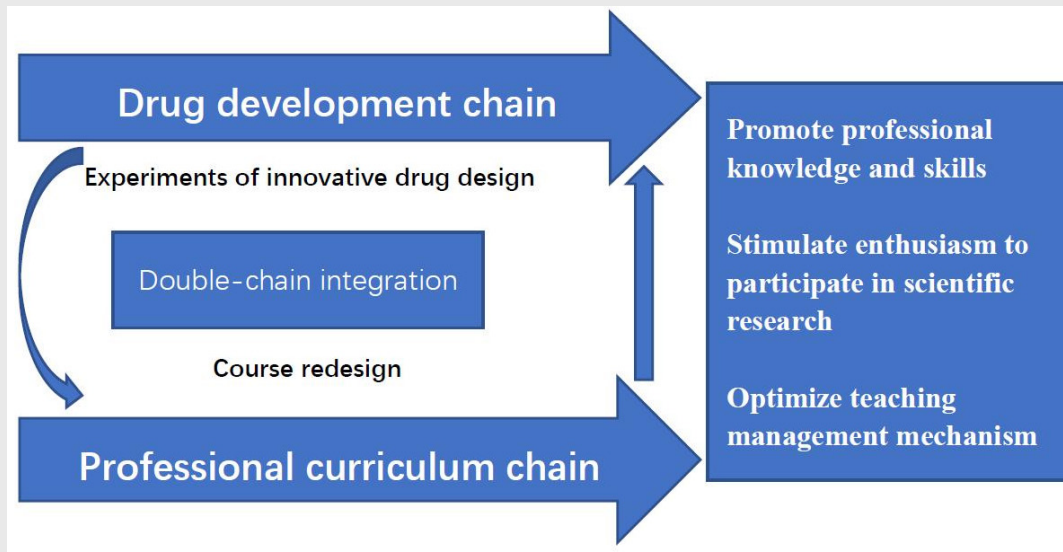 Drug development chain
Experiments of innovative drug design
Double-chain integration
Course redesign
Professional curriculum chain
Promote professional
knowledge and skills
Stimulate enthusiasm to
participate in scientific
research
Optimize teaching
management mechanism